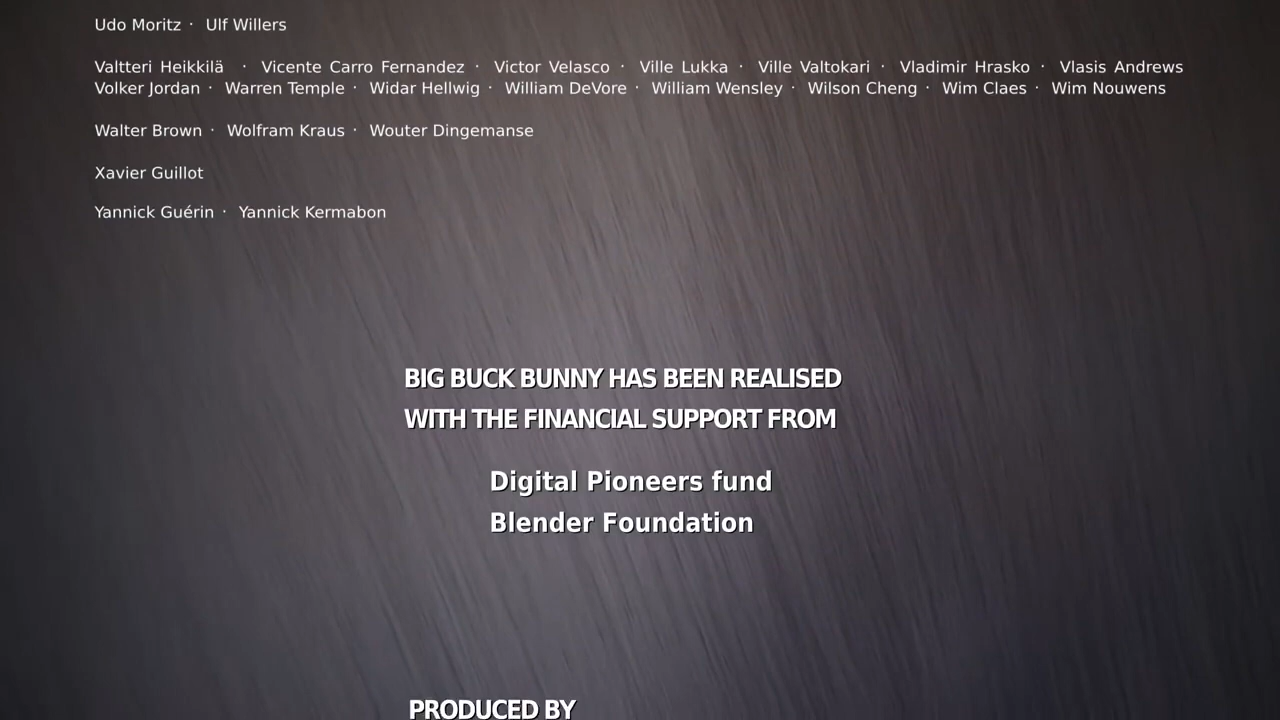 Udo Moritz · Ulf Willers
Valtteri Heikkilä · Vicente Carro Fernandez · Victor Velasco · Ville Lukka · Ville Valtokari · Vladimir Hrasko · Vlasis Andrews
Volker Jordan · Warren Temple · Widar Hellwig · William DeVore · William Wensley · Wilson Cheng · Wim Claes · Wim Nouwens
Walter Brown · Wolfram Kraus · Wouter Dingemanse
Xavier Guillot
Yannick Guérin · Yannick Kermabon
BIG BUCK BUNNY HAS BEEN REALISED
WITH THE FINANCIAL SUPPORT FROM
Digital Pioneers fund
Blender Foundation
PRODUCED BY